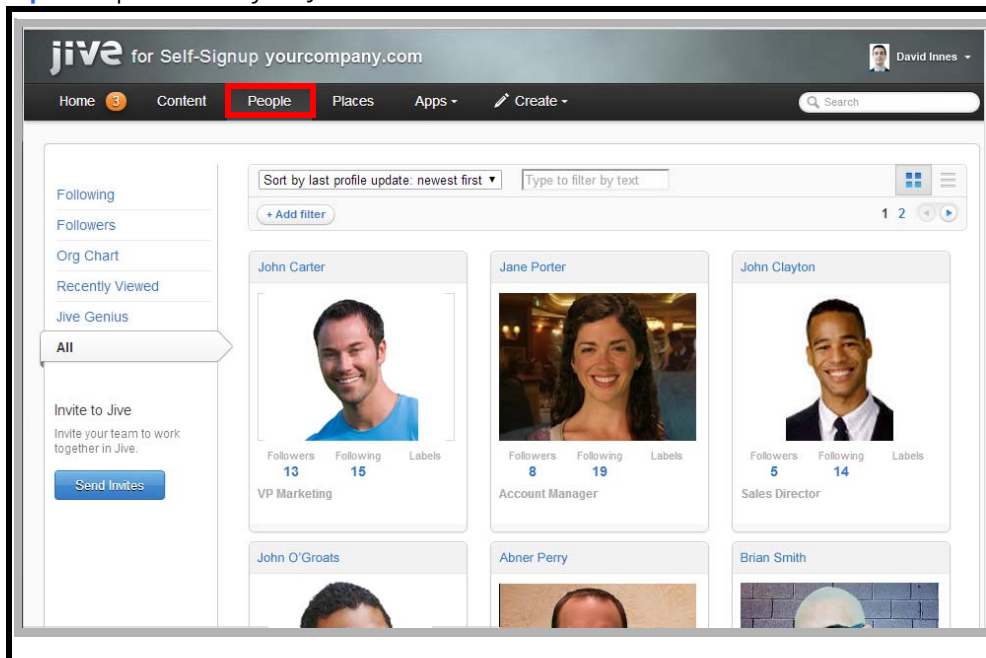 jive for Self-Signup yourcompany.com
David Innes
Home 3 Content People Places Apps Create
Search
Following
Followers
Org Chart
Recently Viewed
Jive Genius
All
Invite to Jive
Invite your team to work
together in Jive.
Send Invites
Sort by last profile update: newest first
Type to filter by text
+ Add filter
1 2
John Carter
Followers Following Labels
13 15
VP Marketing
Jane Porter
Followers Following Labels
8 19
Account Manager
John Clayton
Followers Following Labels
5 14
Sales Director
John O'Groats
Abner Perry
Brian Smith